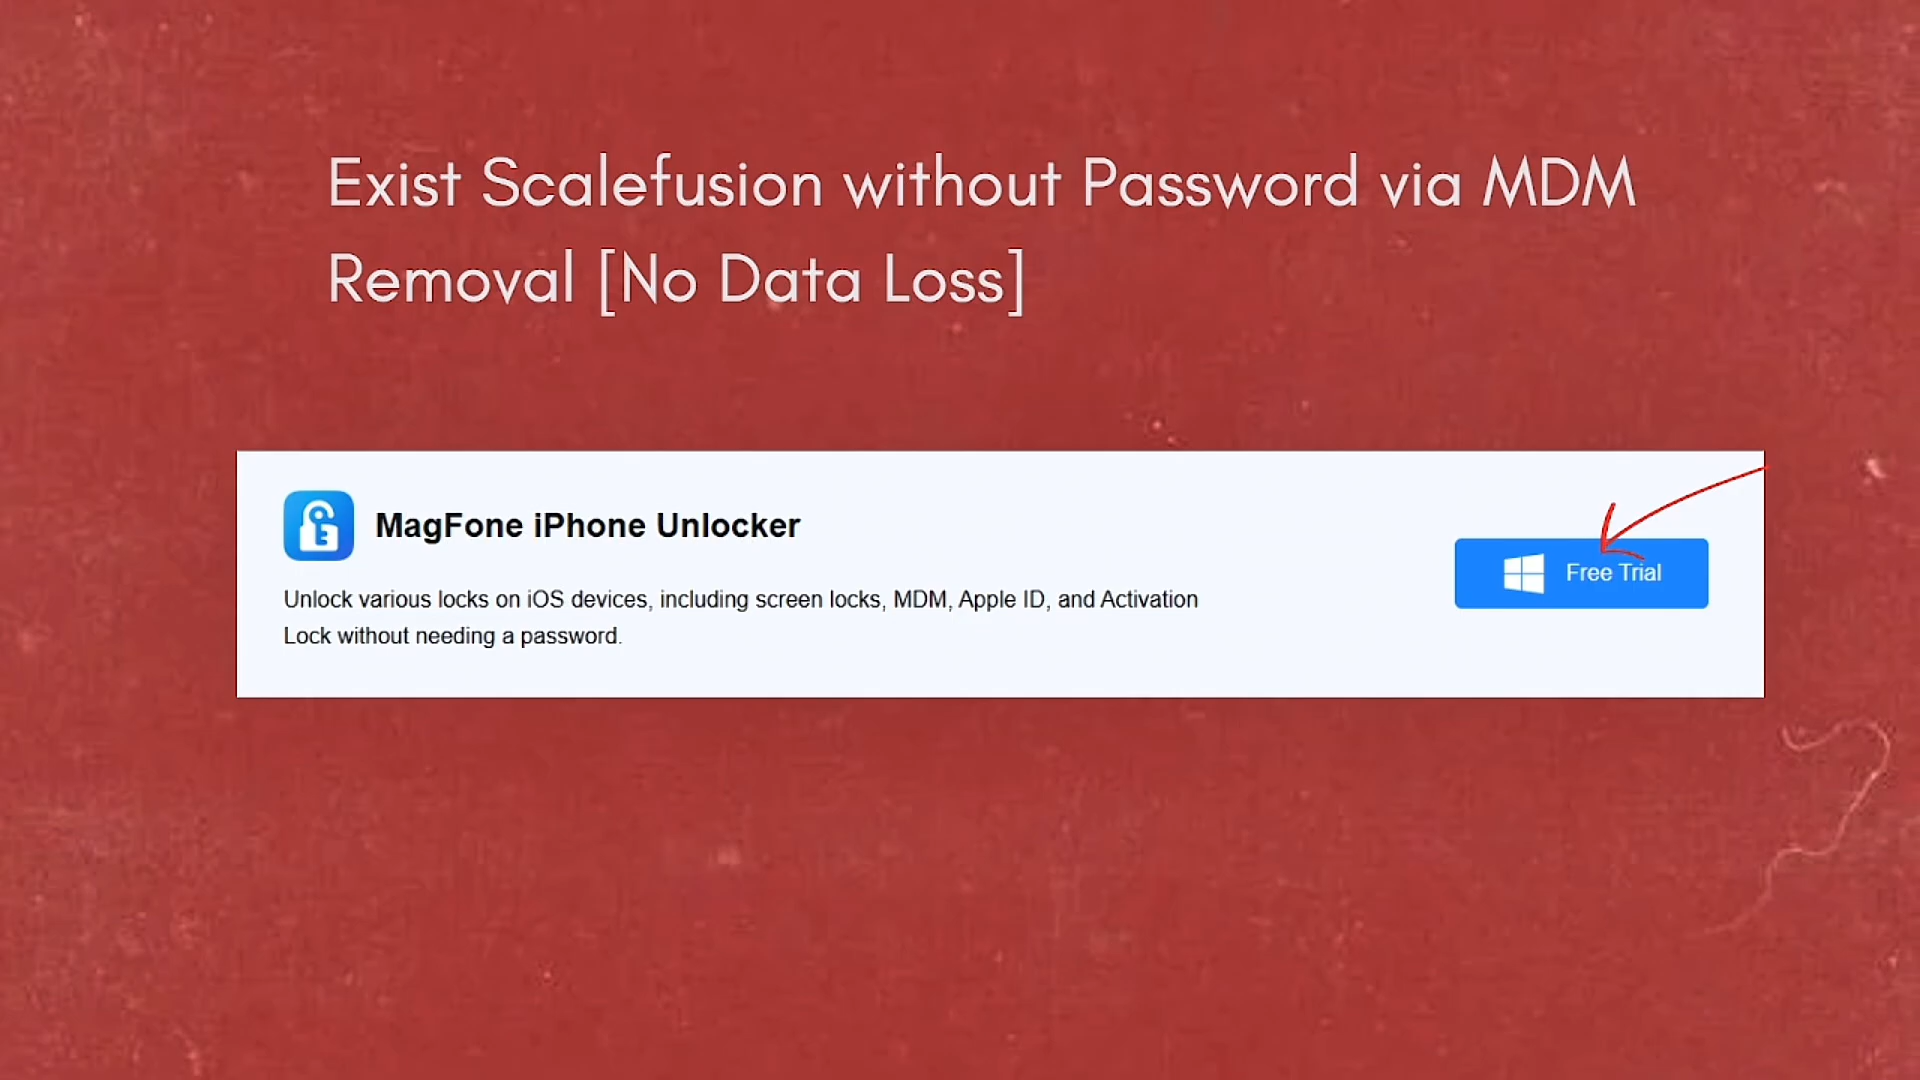 Exist Scalefusion without Password via MDM
Removal [No Data Loss]
MagFone iPhone Unlocker
Unlock various locks on iOS devices, including screen locks, MDM, Apple ID, and Activation
Lock without needing a password.
Free Trial